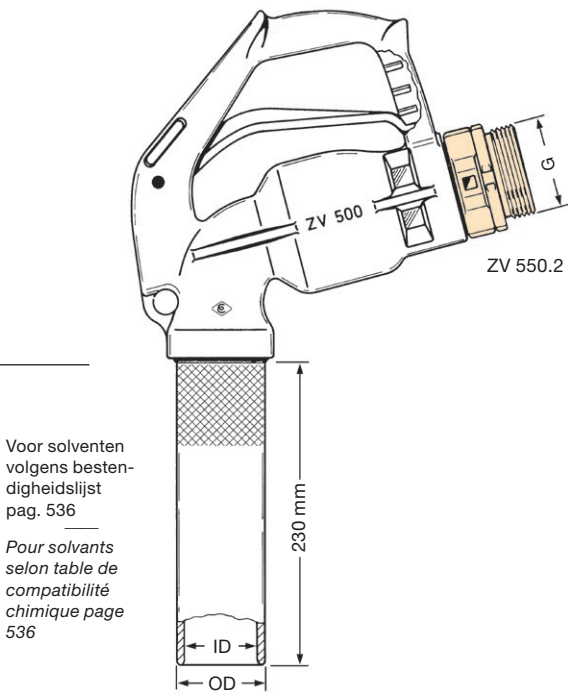 ZV 500
G
ZV 550.2
Voor solventen
volgens besten-
digheidslijst
pag. 536
Pour solvants
selon table de
compatibilité
chimique page
536
230 mm
ID
OD